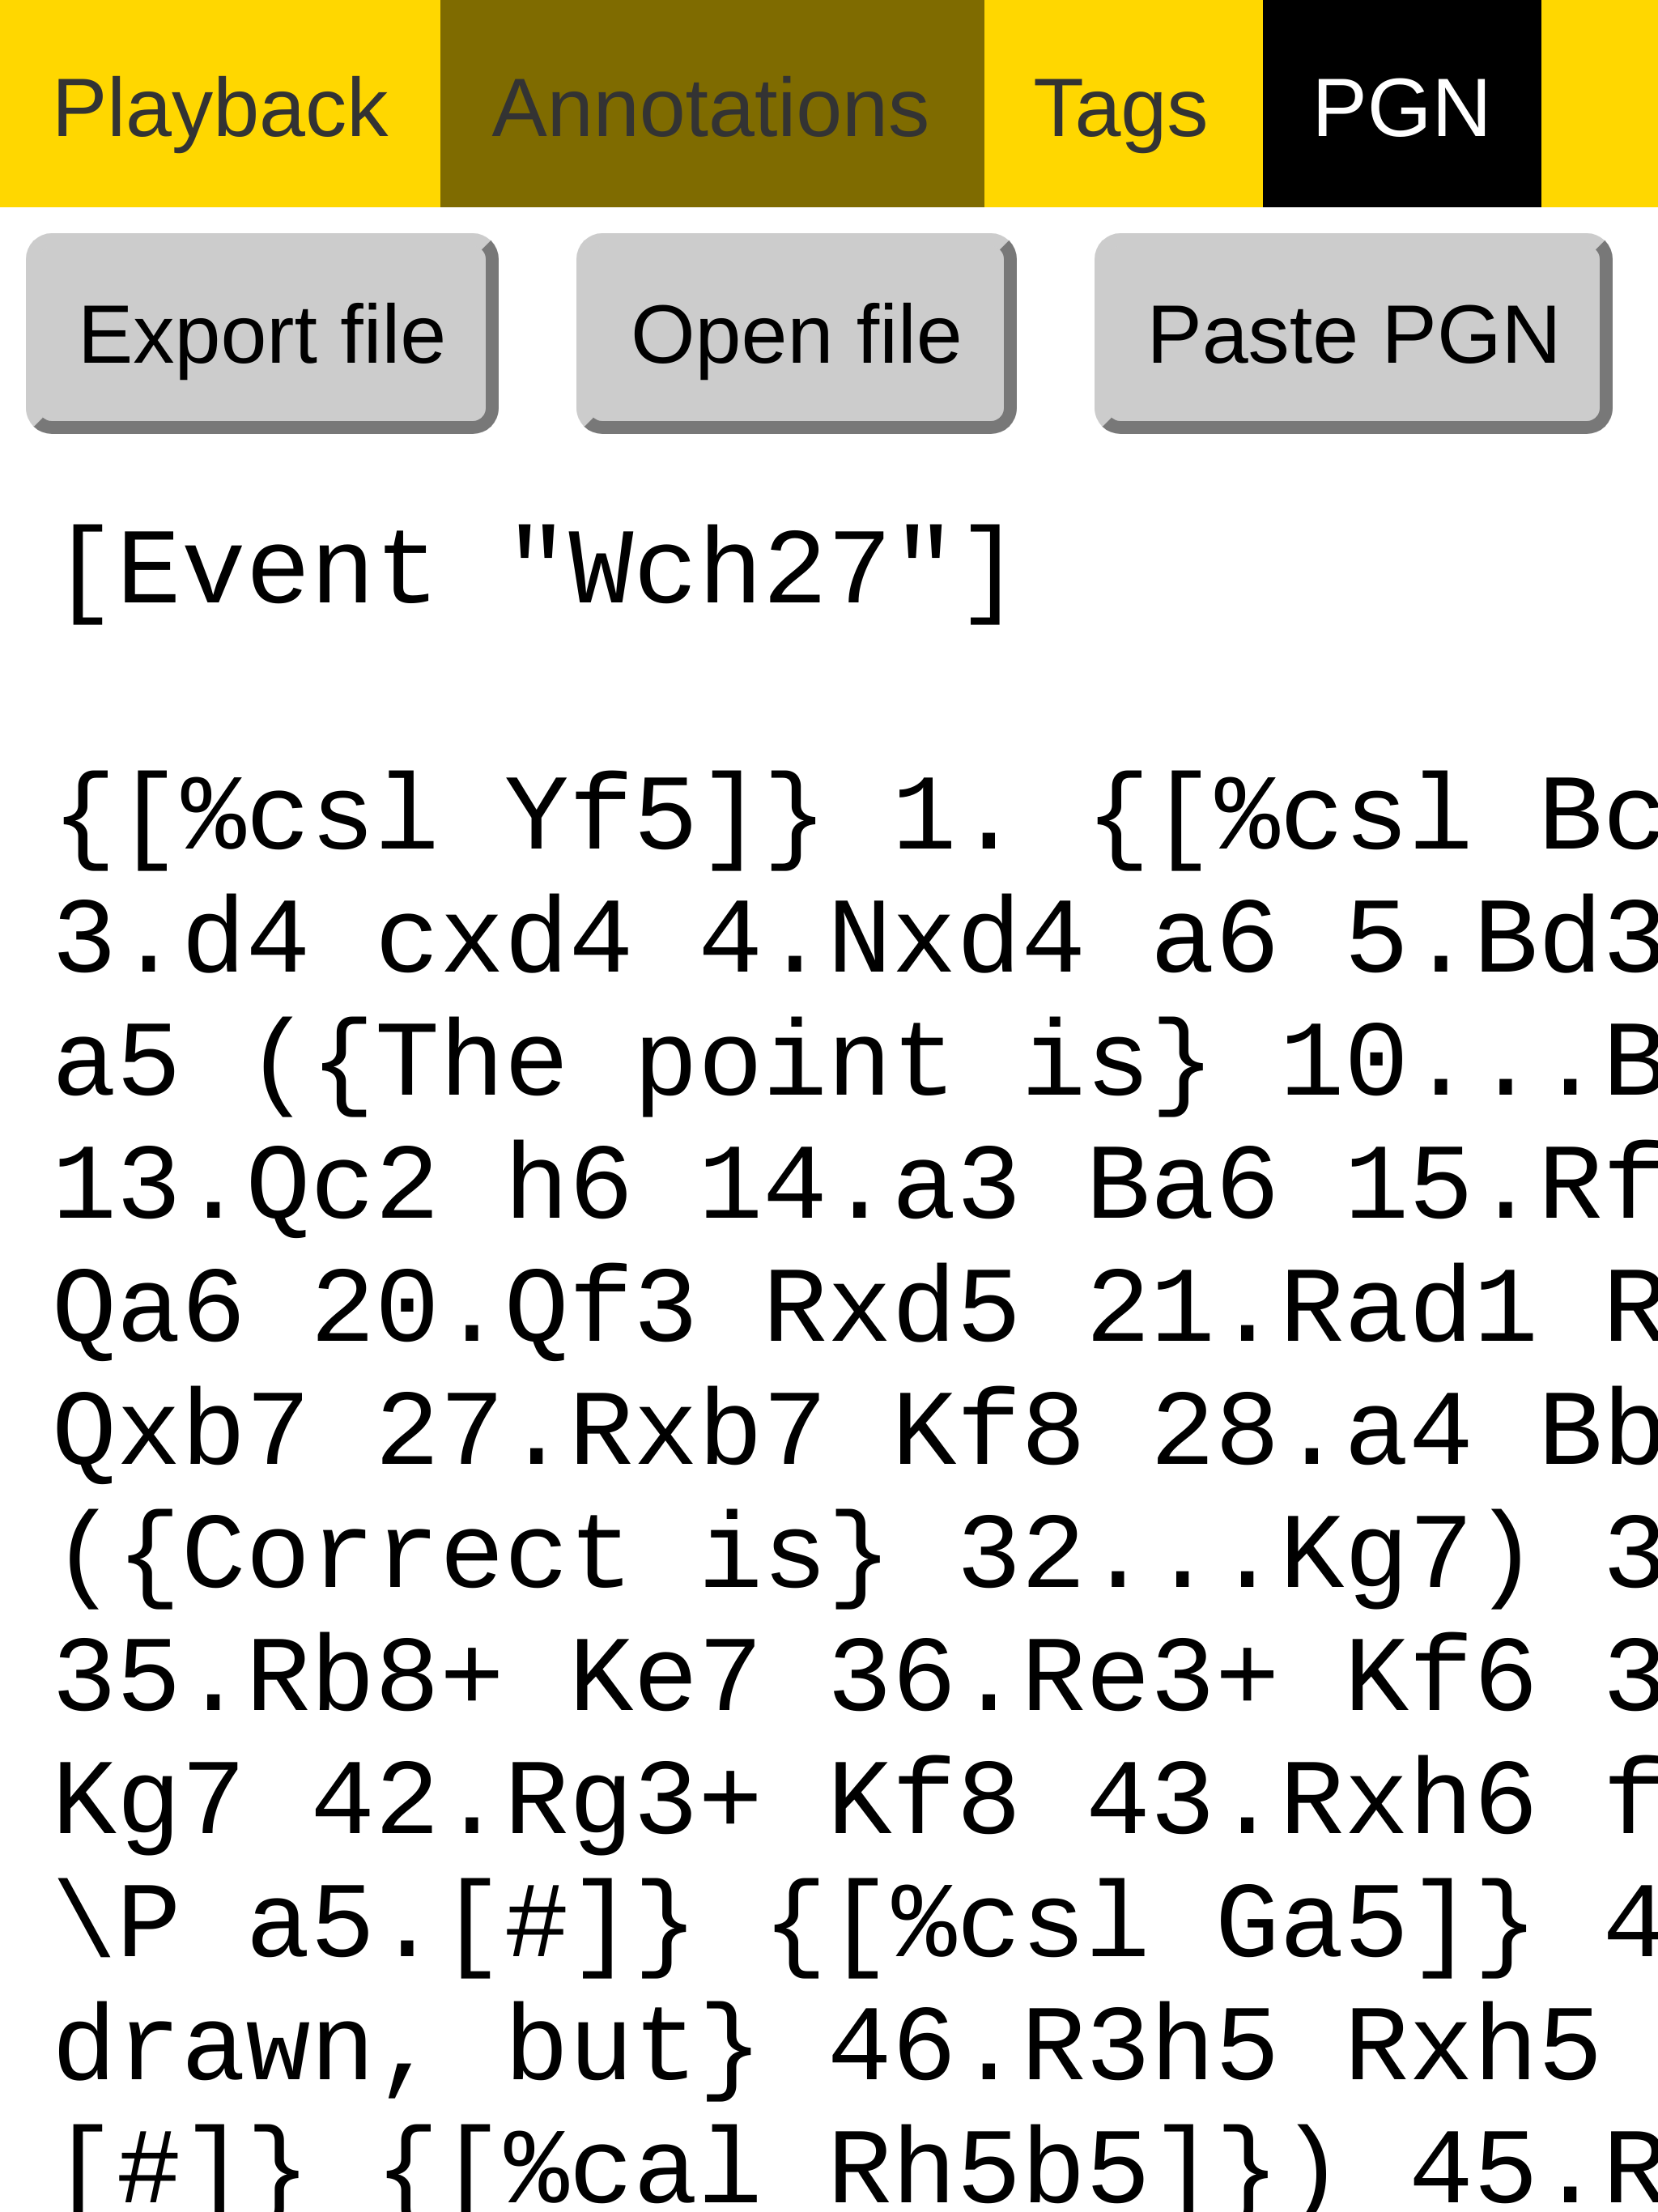 Playback Annotations Tags PGN
Export file Open file Paste PGN
[Event "Wch27"]
{[%csl Yf5]} 1. {[%csl Bc
3.d4 cxd4 4.Nxd4 a6 5.Bd3
a5 ({The point is} 10...B
13.Qc2 h6 14.a3 Ba6 15.Rf
Qa6 20.Qf3 Rxd5 21.Rad1 R
Qxb7 27.Rxb7 Kf8 28.a4 Bb
({Correct is} 32...Kg7) 3
35.Rb8+ Ke7 36.Re3+ Kf6 3
Kg7 42.Rg3+ Kf8 43.Rxh6 f
\P a5.[#]} {[%csl Ga5]} 4
drawn, but} 46.R3h5 Rxh5
[#]} {[%cal Rh5b5]}) 45.R